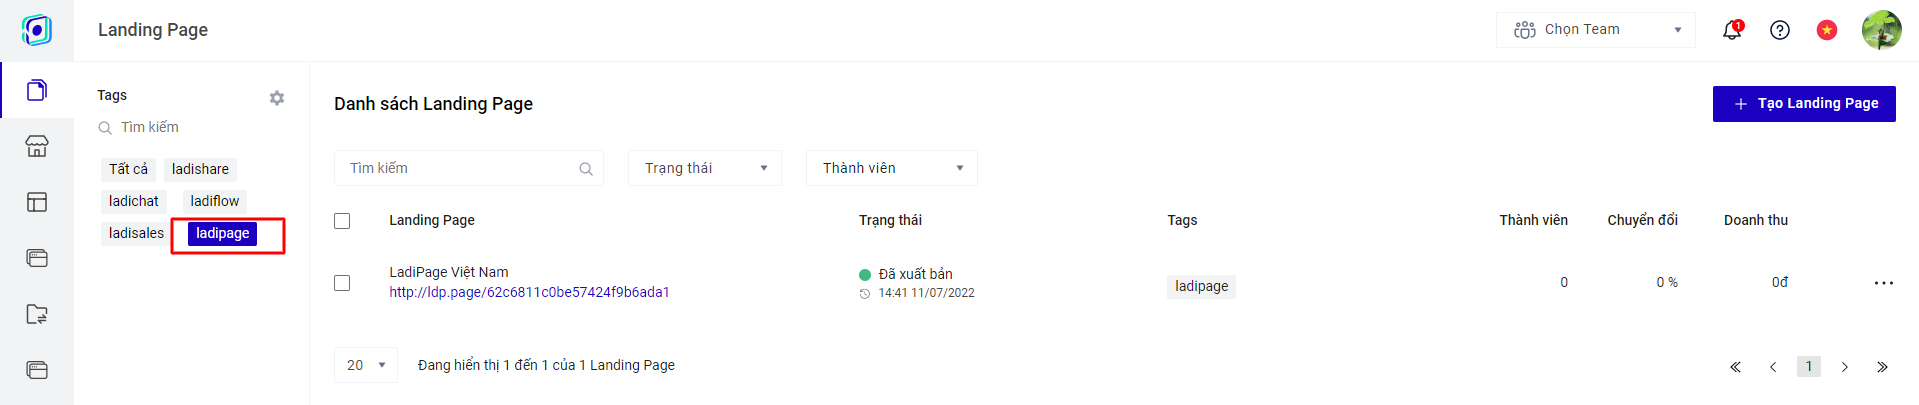 Landing Page
Chọn Team
1
Tags
Tìm kiếm
Tất cả ladishare
ladichat ladiflow
ladisales ladipage
Danh sách Landing Page
+ Tạo Landing Page
Tìm kiếm Trạng thái Thành viên
Landing Page Trạng thái Tags Thành viên Chuyển đổi Doanh thu
LadiPage Việt Nam
http://ldp.page/62c6811c0be57424f9b6ada1
Đã xuất bản
14:41 11/07/2022
ladipage
0 0 % 0đ
20 Đang hiển thị 1 đến 1 của 1 Landing Page
1